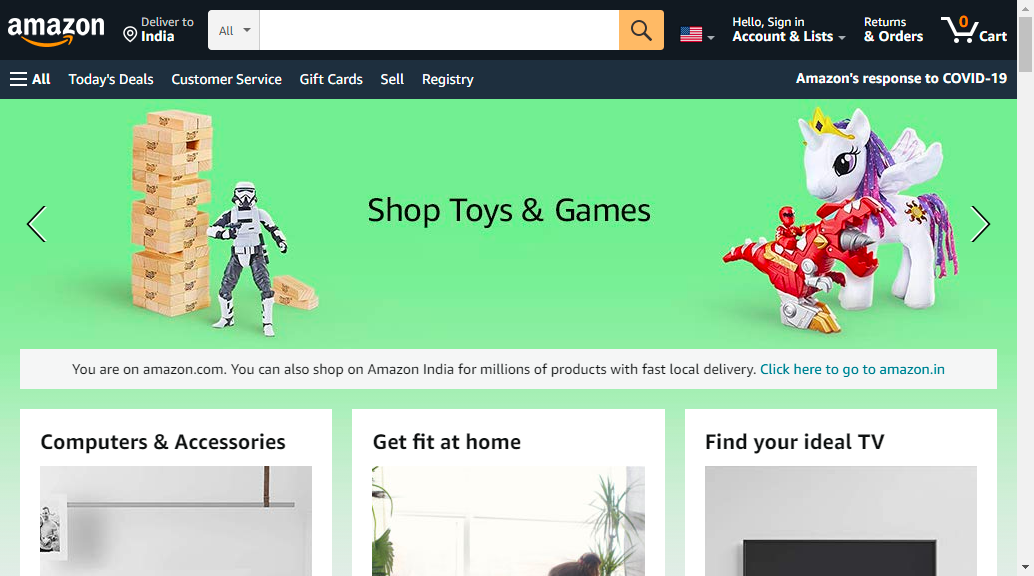 amazon
Deliver to
India
All
Hello, Sign in
Account & Lists
Returns
& Orders
0
Cart
All
Today's Deals
Customer Service
Gift Cards
Sell
Registry
Amazon's response to COVID-19
Shop Toys & Games
You are on amazon.com. You can also shop on Amazon India for millions of products with fast local delivery. Click here to go to amazon.in
Computers & Accessories
Get fit at home
Find your ideal TV